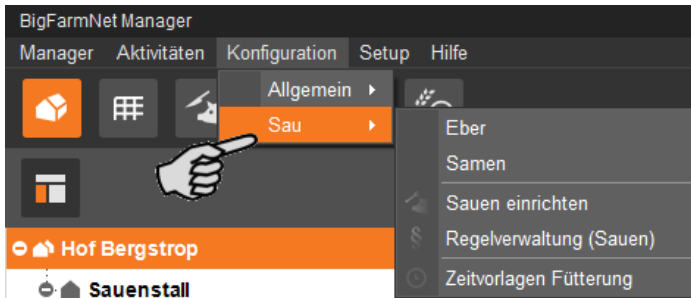 BigFarmNet Manager
Manager Aktivitäten Konfiguration Setup Hilfe
Allgemein
Sau
Eber
Samen
Sauen einrichten
Regelverwaltung (Sauen)
Zeitvorlagen Fütterung
Hof Bergstrop
Sauenstall